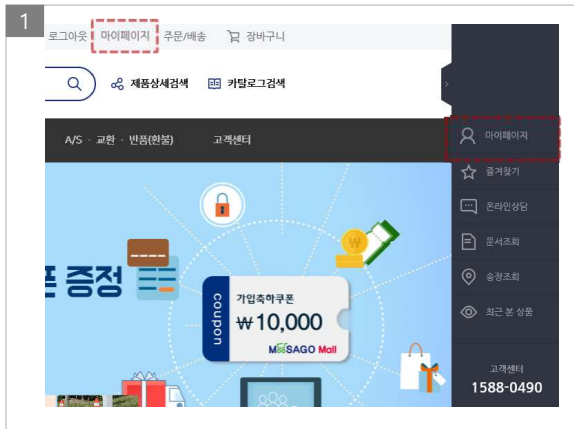 1
로그아웃 마이페이지 주문/배송 장바구니
제품상세검색 카탈로그검색
A/S · 교환 · 반품(환불) 고객센터
마이페이지
즐겨찾기
온라인상담
문서조회
송장조회
최근 본 상품
고객센터
1588-0490
증정
coupon
가입축하쿠폰
₩10,000
MSSAGO Mall